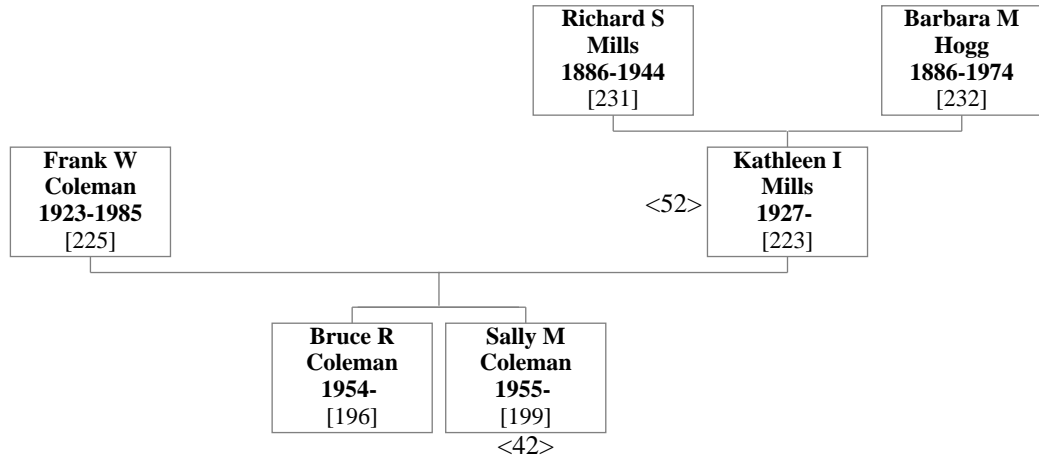 Richard S
Mills
1886-1944
[231]
Barbara M
Hogg
1886-1974
[232]
Frank W
Coleman
1923-1985
[225]
<52>
Kathleen I
Mills
1927-
[223]
Bruce R
Coleman
1954-
[196]
Sally M
Coleman
1955-
[199]
<42>